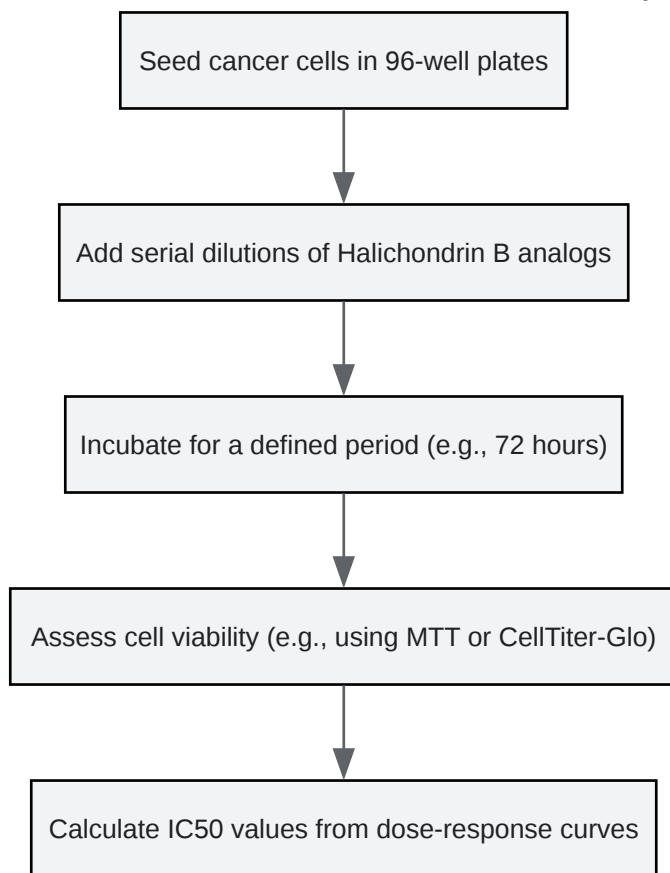 Seed cancer cells in 96-well plates
Add serial dilutions of Halichondrin B analogs
Incubate for a defined period (e.g., 72 hours)
Assess cell viability (e.g., using MTT or CellTiter-Glo)
Calculate IC50 values from dose-response curves